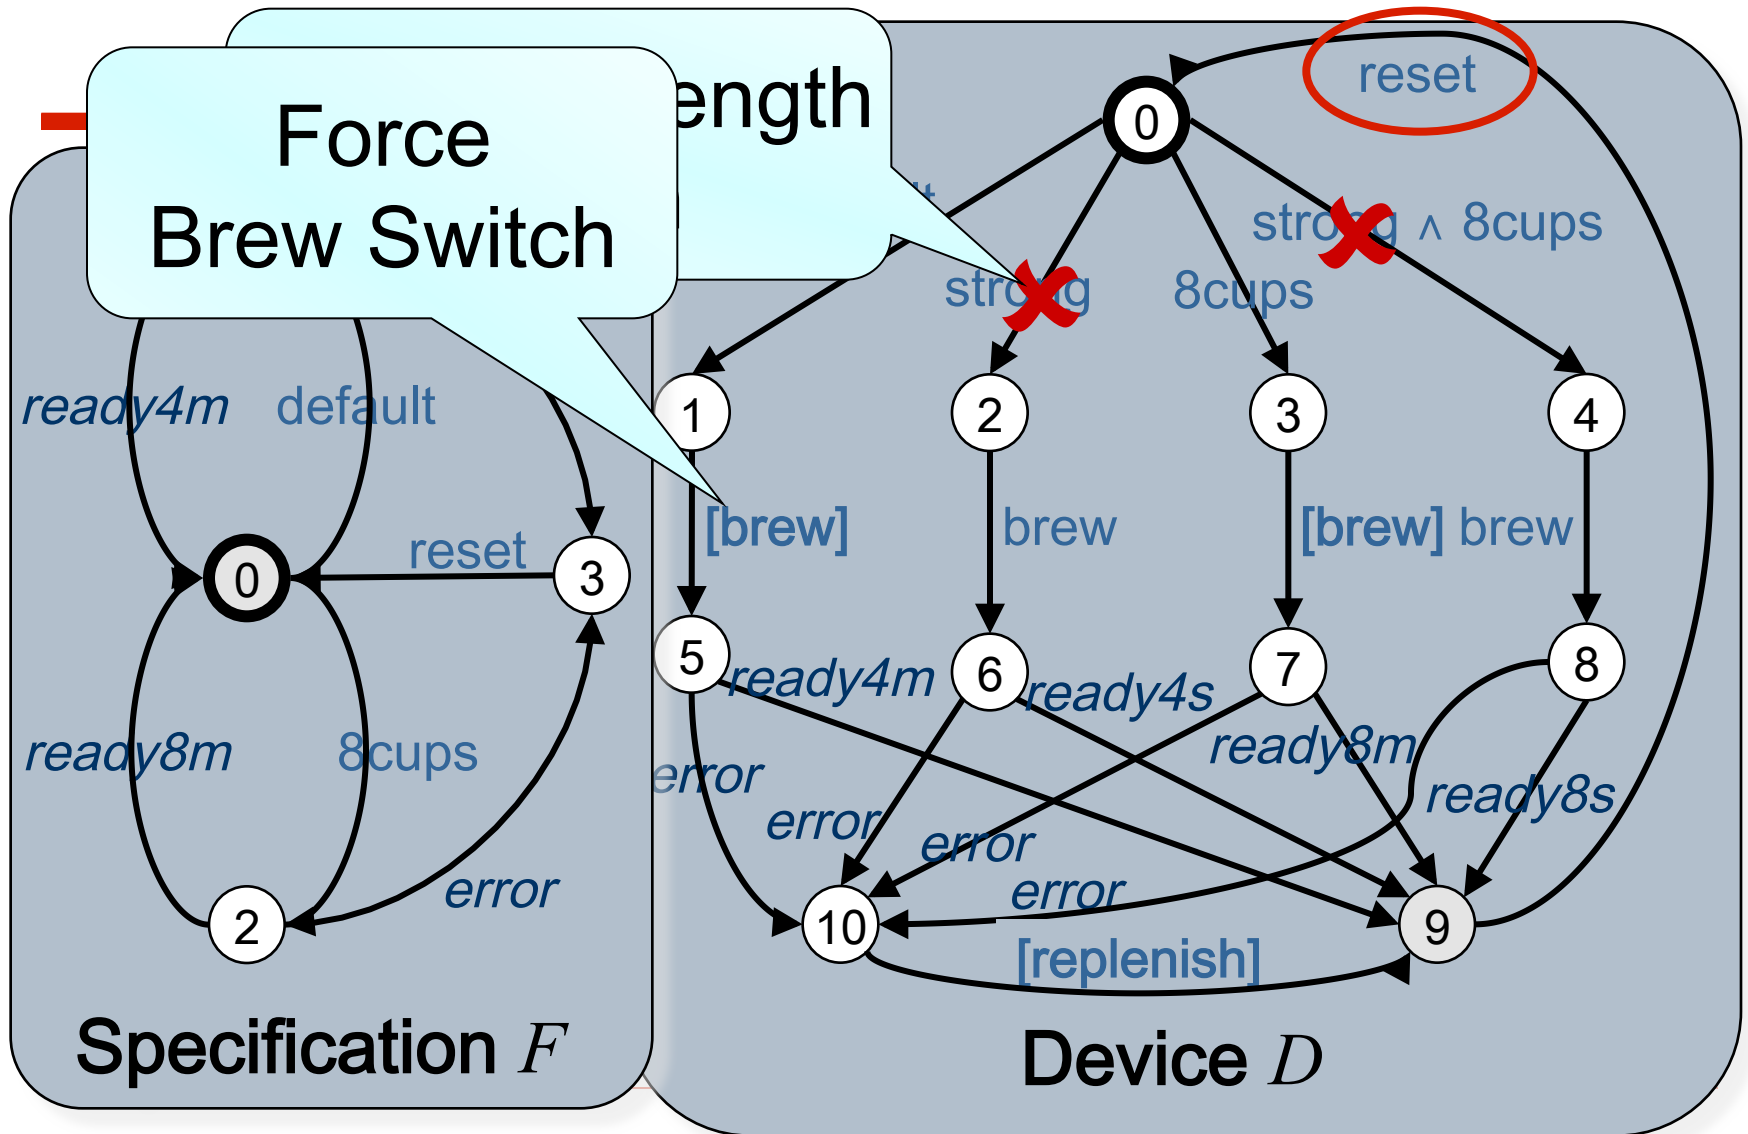 Force
Brew Switch
ength
reset
0
strong ∧ 8cups
strong
8cups
ready4m
default
1
2
3
4
[brew]
brew
[brew]
brew
reset
0
3
5
6
7
8
ready4m
ready4s
ready8m
ready8s
ready8m
8cups
error
error
error
error
error
2
10
9
[replenish]
Specification F
Device D